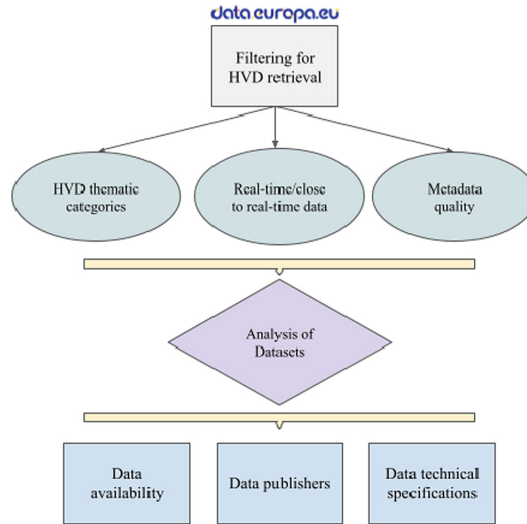 data.europa.eu
Filtering for
HVD retrieval
HVD thematic
categories
Real-time/close
to real-time data
Metadata
quality
Analysis of
Datasets
Data
availability
Data publishers
Data technical
specifications